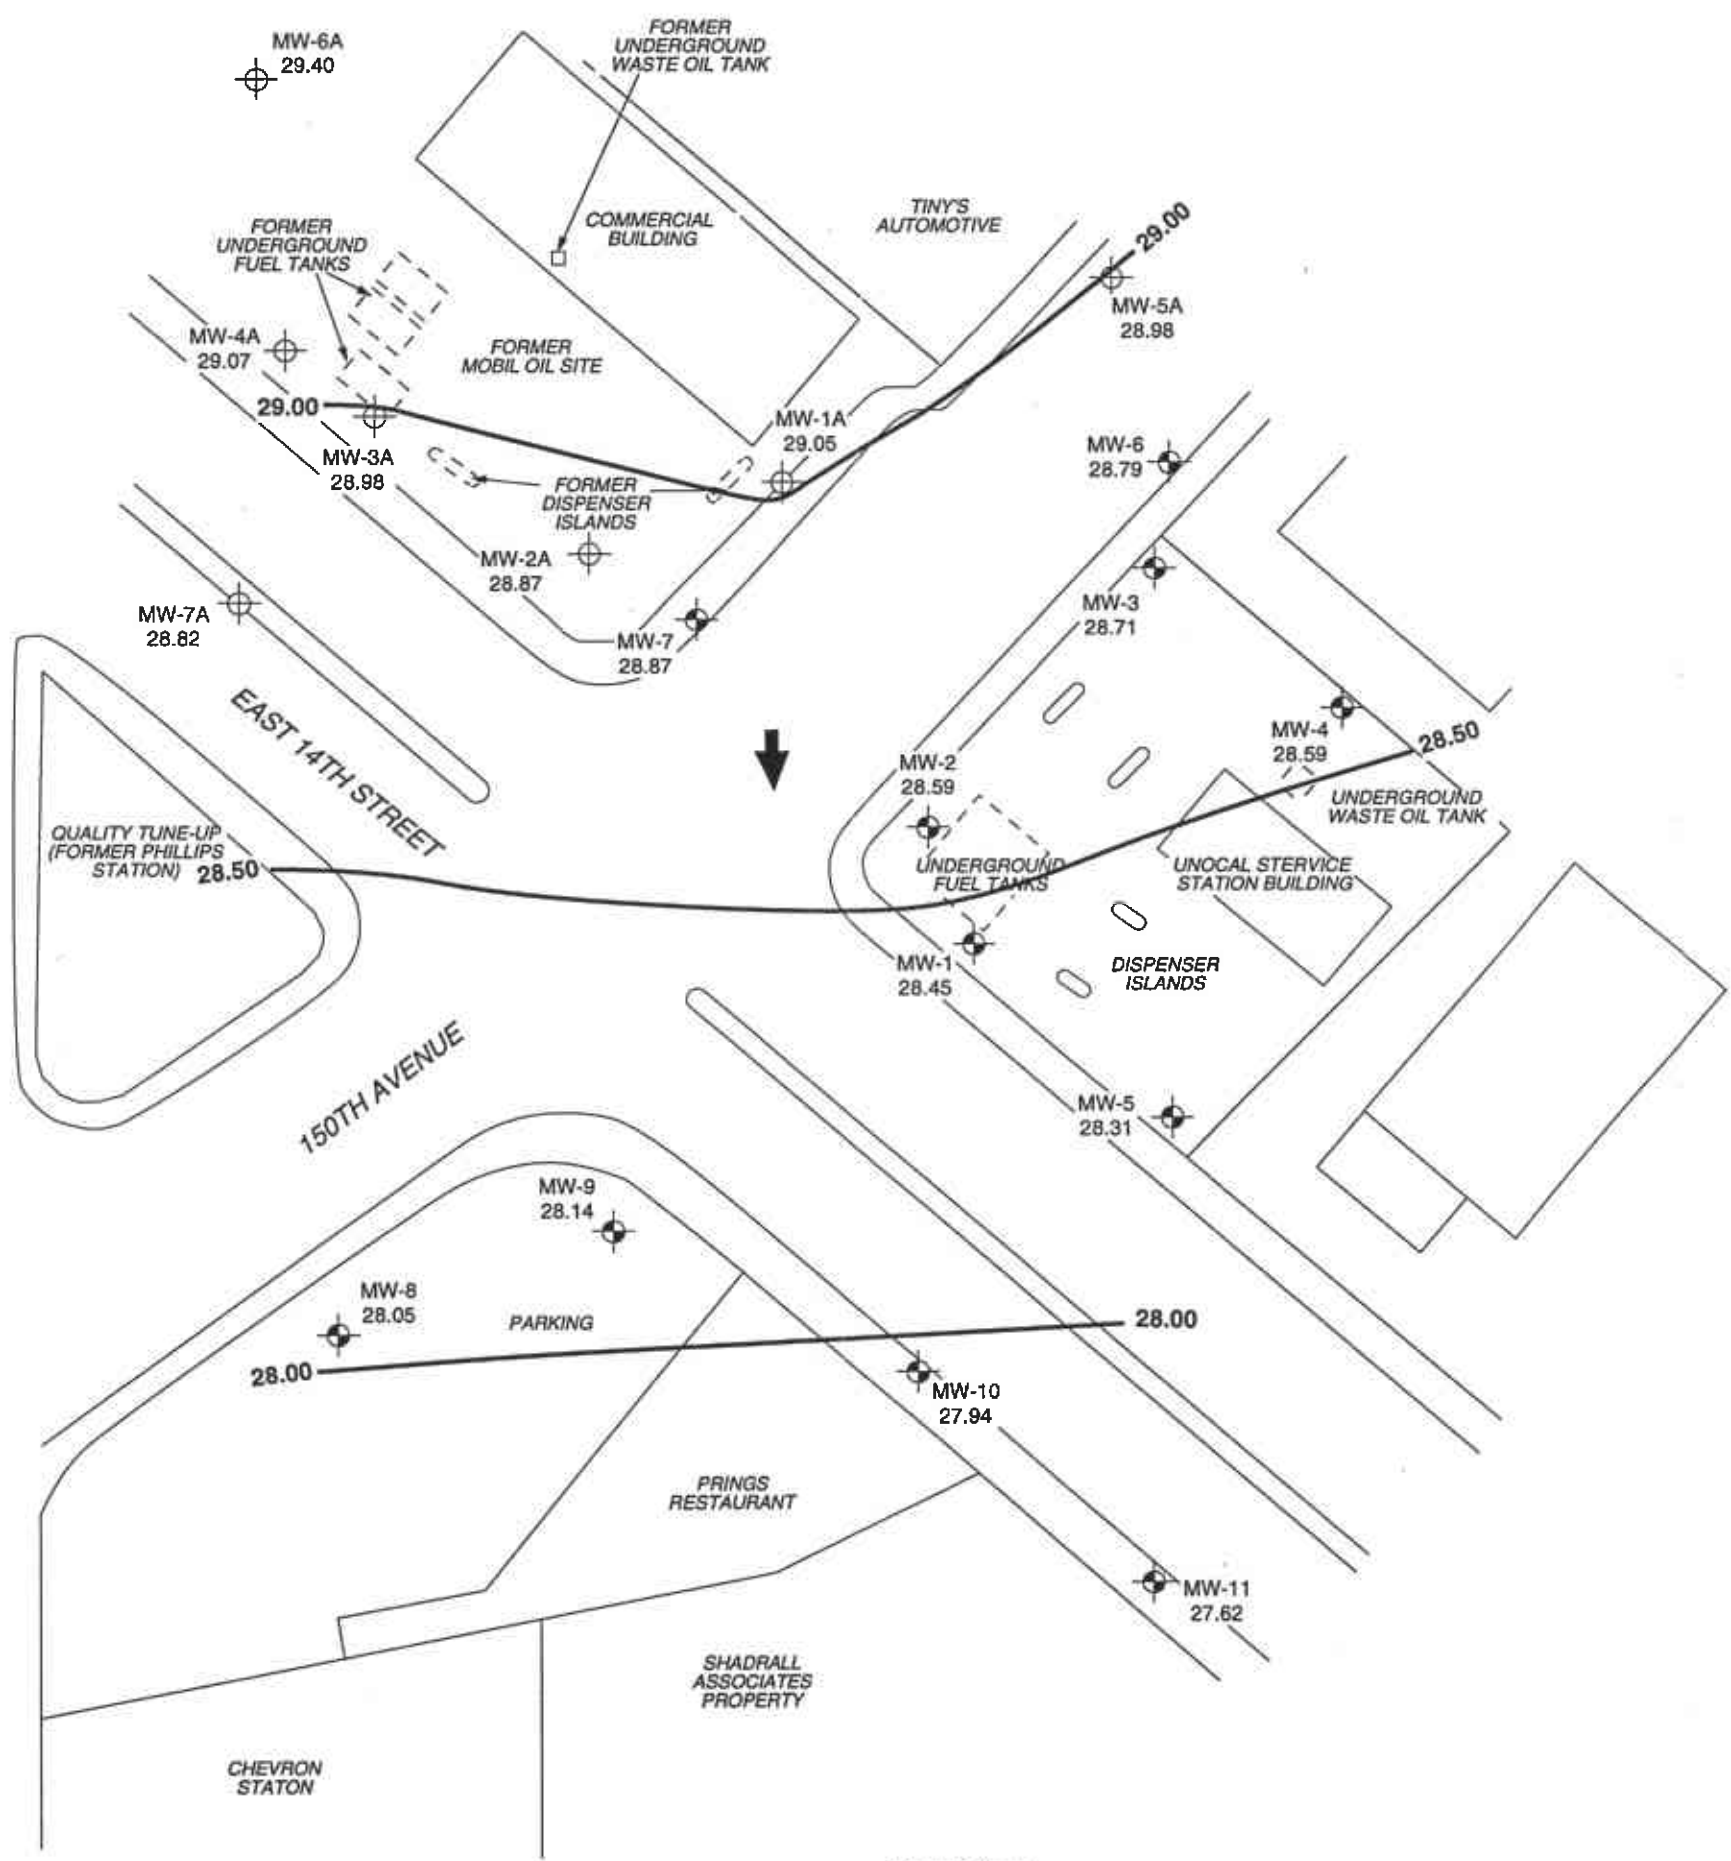 MW-6A
29.40
FORMER
UNDERGROUND
WASTE OIL TANK
COMMERCIAL
BUILDING
TINY'S
AUTOMOTIVE
29.00
FORMER
UNDERGROUND
FUEL TANKS
MW-5A
28.98
MW-4A
29.07
FORMER
MOBIL OIL SITE
29.00
MW-1A
29.05
MW-6
28.79
MW-3A
28.98
FORMER
DISPENSER
ISLANDS
MW-2A
28.87
MW-3
28.71
MW-7A
28.82
MW-7
28.87
EAST 14TH STREET
MW-4
28.59
28.50
MW-2
28.59
UNDERGROUND
WASTE OIL TANK
QUALITY TUNE-UP
(FORMER PHILLIPS
STATION)
28.50
UNDERGROUND
FUEL TANKS
UNOCAL STERVICE
STATION BUILDING
MW-1
28.45
DISPENSER
ISLANDS
150TH AVENUE
MW-5
28.31
MW-9
28.14
MW-8
28.05
PARKING
28.00
28.00
MW-10
27.94
PRINGS
RESTAURANT
MW-11
27.62
SHADRALL
ASSOCIATES
PROPERTY
CHEVRON
STATON